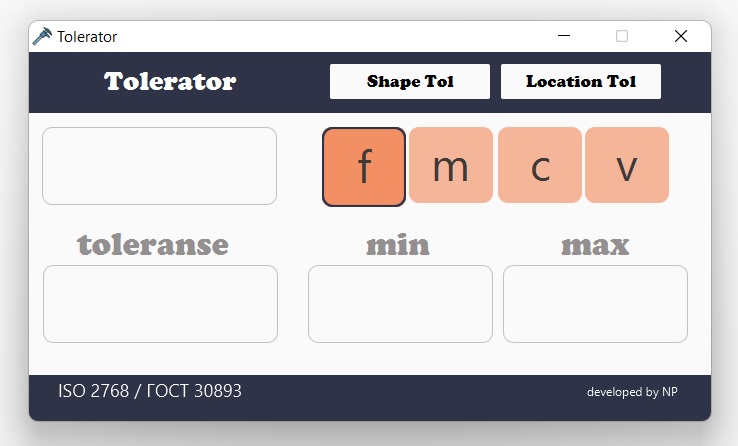 Tolerator
Tolerator Shape Tol Location Tol
f m c v
toleranse min max
ISO 2768 / ГОСТ 30893 developed by NP